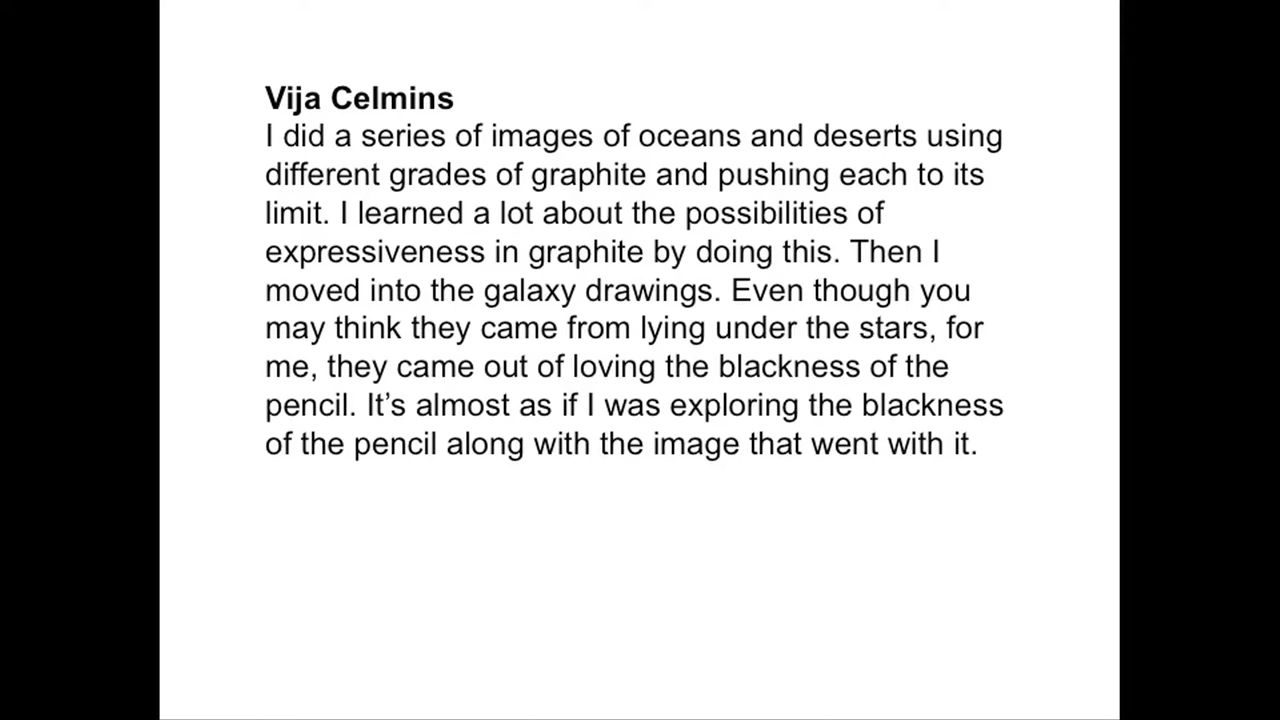 Vija Celmins
I did a series of images of oceans and deserts using
different grades of graphite and pushing each to its
limit. I learned a lot about the possibilities of
expressiveness in graphite by doing this. Then I
moved into the galaxy drawings. Even though you
may think they came from lying under the stars, for
me, they came out of loving the blackness of the
pencil. It’s almost as if I was exploring the blackness
of the pencil along with the image that went with it.